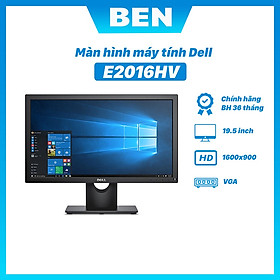 BEN
Màn hình máy tính Dell
E2016HV
Chính hãng
BH 36 tháng
19.5 inch
HD
1600x900
VGA
DELL